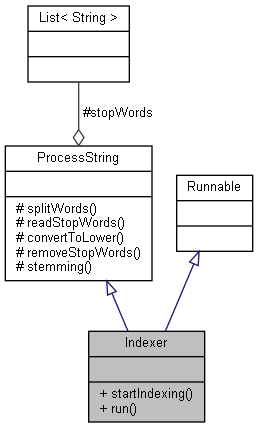 List< String >
#stopWords
ProcessString
# splitWords()
# readStopWords()
# convertToLower()
# removeStopWords()
# stemming()
Runnable
Indexer
+ startIndexing()
+ run()